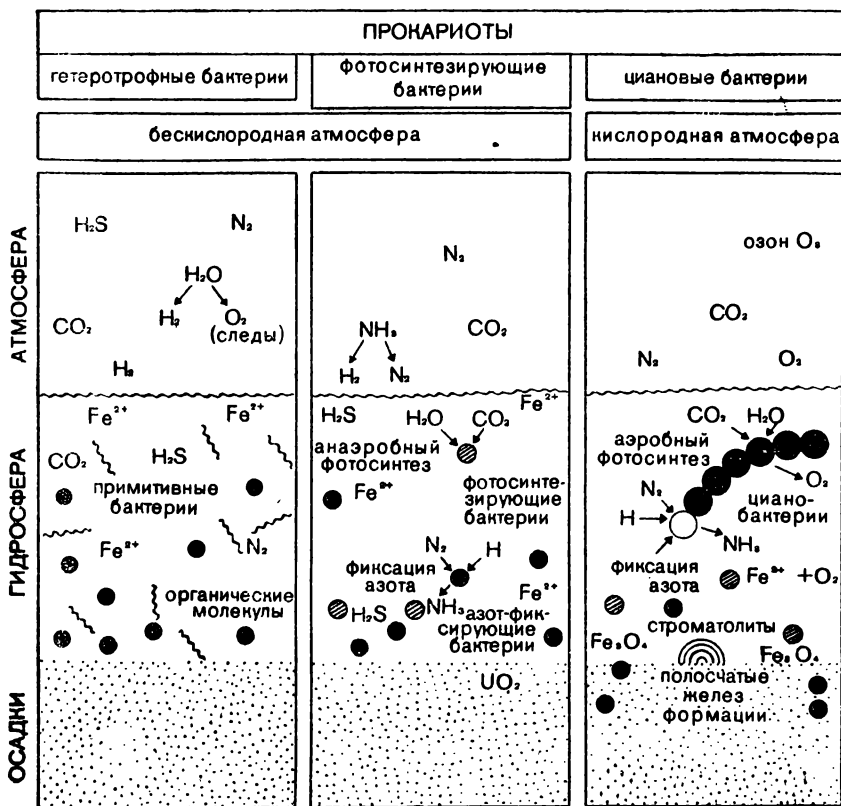 ПРОКАРИОТЫ
гетеротрофные бактерии
фотосинтезирующие
бактерии
циановые бактерии
бескислородная атмосфера
кислородная атмосфера
АТМОСФЕРА
H₂S
N₂
H₂O
H₂
O₂
(следы)
CO₂
H₂
N₂
NH₃
CO₂
H₂
N₂
озон O₃
CO₂
N₂
O₂
ГИДРОСФЕРА
Fe²⁺
Fe²⁺
CO₂
H₂S
примитивные
бактерии
Fe²⁺
N₂
органические
молекулы
H₂S
H₂O
CO₂
Fe²⁺
анаэробный
фотосинтез
Fe²⁺
фотосинте-
зирующие
бактерии
N₂
H
фиксация
азота
Fe²⁺
H₂S
NH₃
азот-фик-
сирующие
бактерии
CO₂
H₂O
аэробный
фотосинтез
O₂
N₂
H
циано-
бактерии
NH₃
фиксация
азота
Fe²⁺ +O₂
строматолиты
Fe₃O₄
Fe₃O₄
ОСАДКИ
UO₂
полосчатые
желез
формации